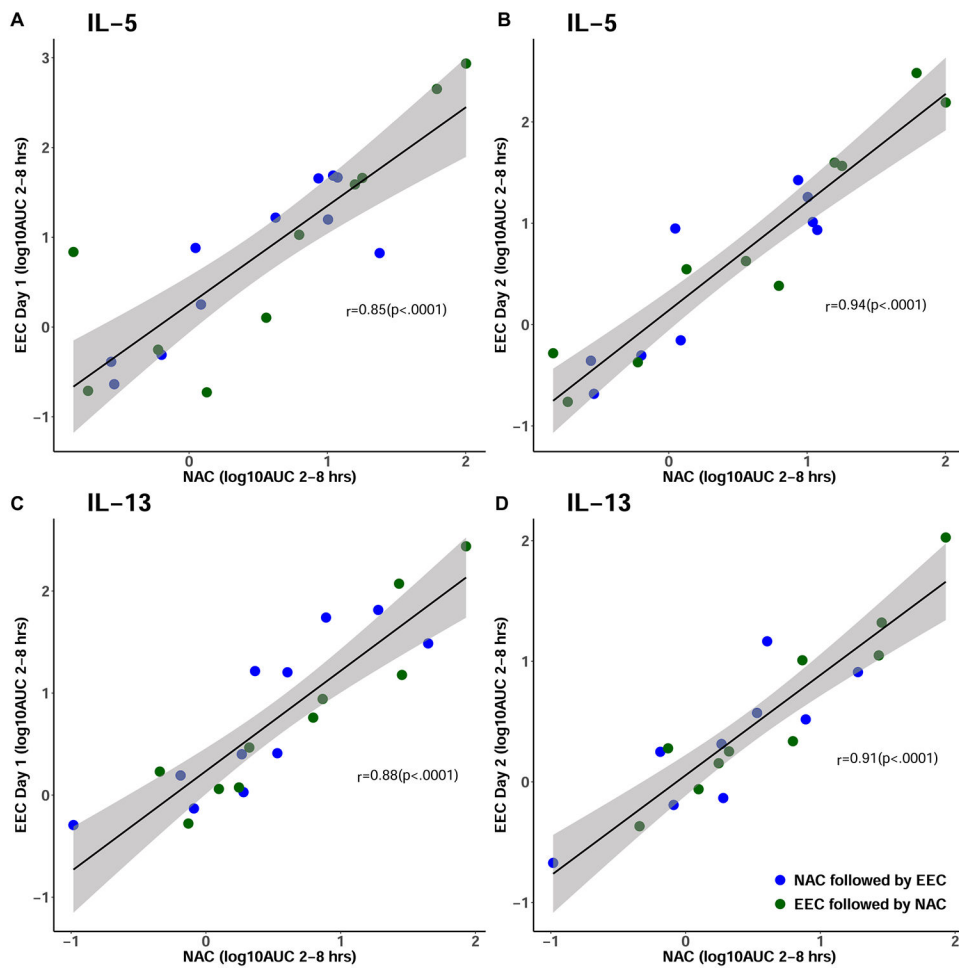 A IL−5
EEC Day 1 (log10AUC 2−8 hrs)
3
2
1
0
−1
r=0.85(p<.0001)
0 1 2
NAC (log10AUC 2−8 hrs)
B IL−5
EEC Day 2 (log10AUC 2−8 hrs)
2
1
0
−1
r=0.94(p<.0001)
0 1 2
NAC (log10AUC 2−8 hrs)
C IL−13
EEC Day 1 (log10AUC 2−8 hrs)
2
1
0
−1
r=0.88(p<.0001)
−1 0 1 2
NAC (log10AUC 2−8 hrs)
D IL−13
EEC Day 2 (log10AUC 2−8 hrs)
2
1
0
−1
r=0.91(p<.0001)
NAC followed by EEC
EEC followed by NAC
−1 0 1 2
NAC (log10AUC 2−8 hrs)